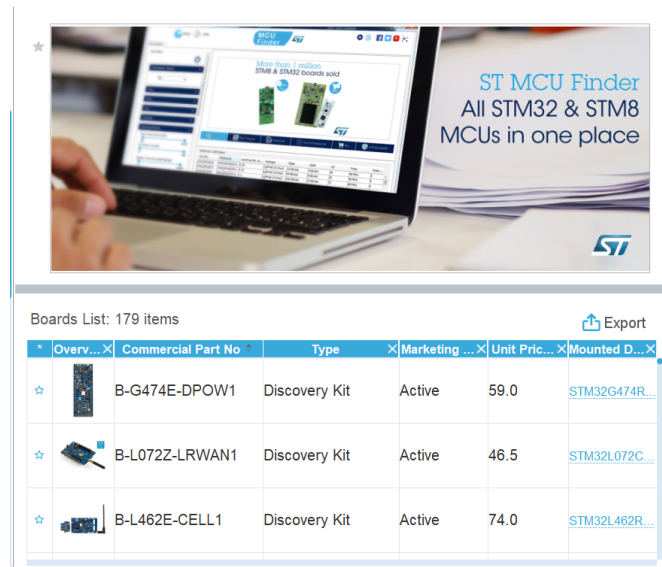 MCU
Finder
More than 1 million
STM8 & STM32 boards sold
ST MCU Finder
All STM32 & STM8
MCUs in one place
ST
Boards List: 179 items
Export
* Overv... Commercial Part No Type Marketing ... Unit Pric... Mounted D...
B-G474E-DPOW1 Discovery Kit Active 59.0 STM32G474R...
B-L072Z-LRWAN1 Discovery Kit Active 46.5 STM32L072C...
B-L462E-CELL1 Discovery Kit Active 74.0 STM32L462R...